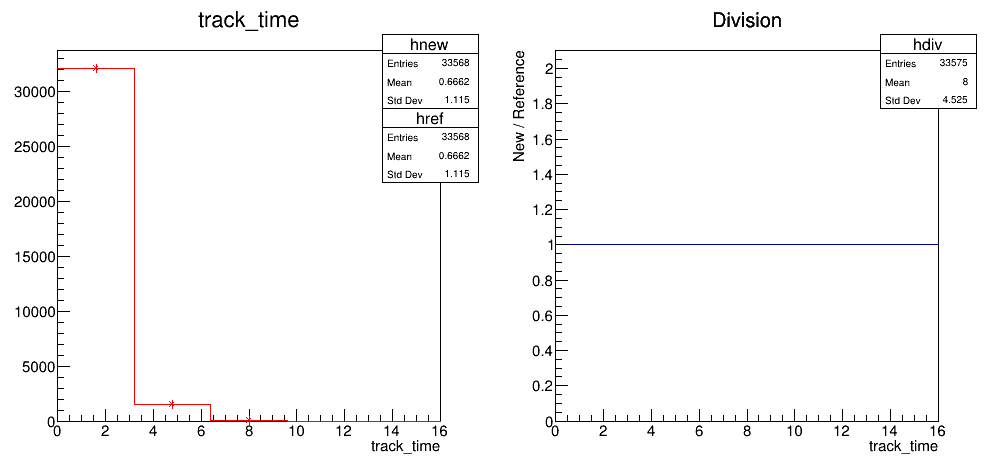 track_time
hnew
Entries 33568
Mean 0.6662
Std Dev 1.115
href
Entries 33568
Mean 0.6662
Std Dev 1.115
30000
25000
20000
15000
10000
5000
0
0 2 4 6 8 10 12 14 16
track_time
Division
hdiv
Entries 33575
Mean 8
Std Dev 4.525
New / Reference
2
1.8
1.6
1.4
1.2
1
0.8
0.6
0.4
0.2
0
0 2 4 6 8 10 12 14 16
track_time